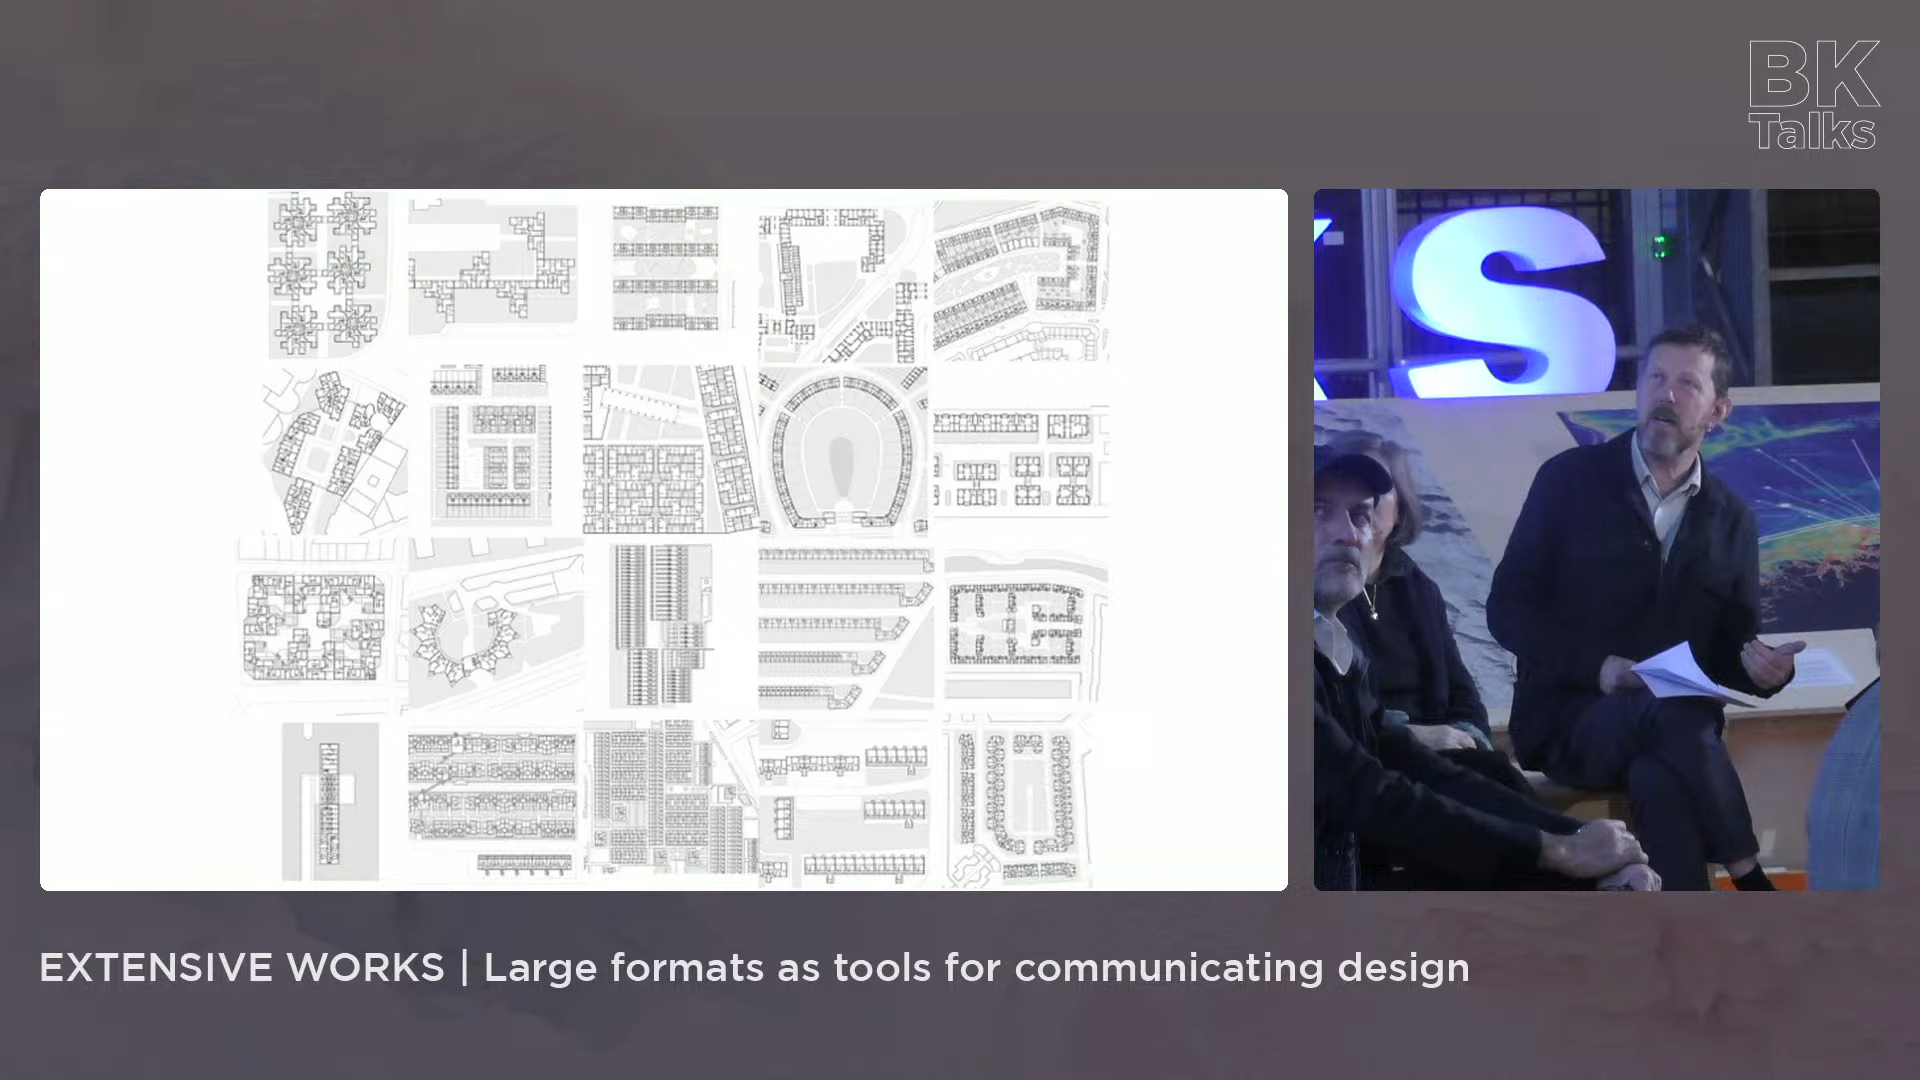 BK
Talks
S
EXTENSIVE WORKS | Large formats as tools for communicating design